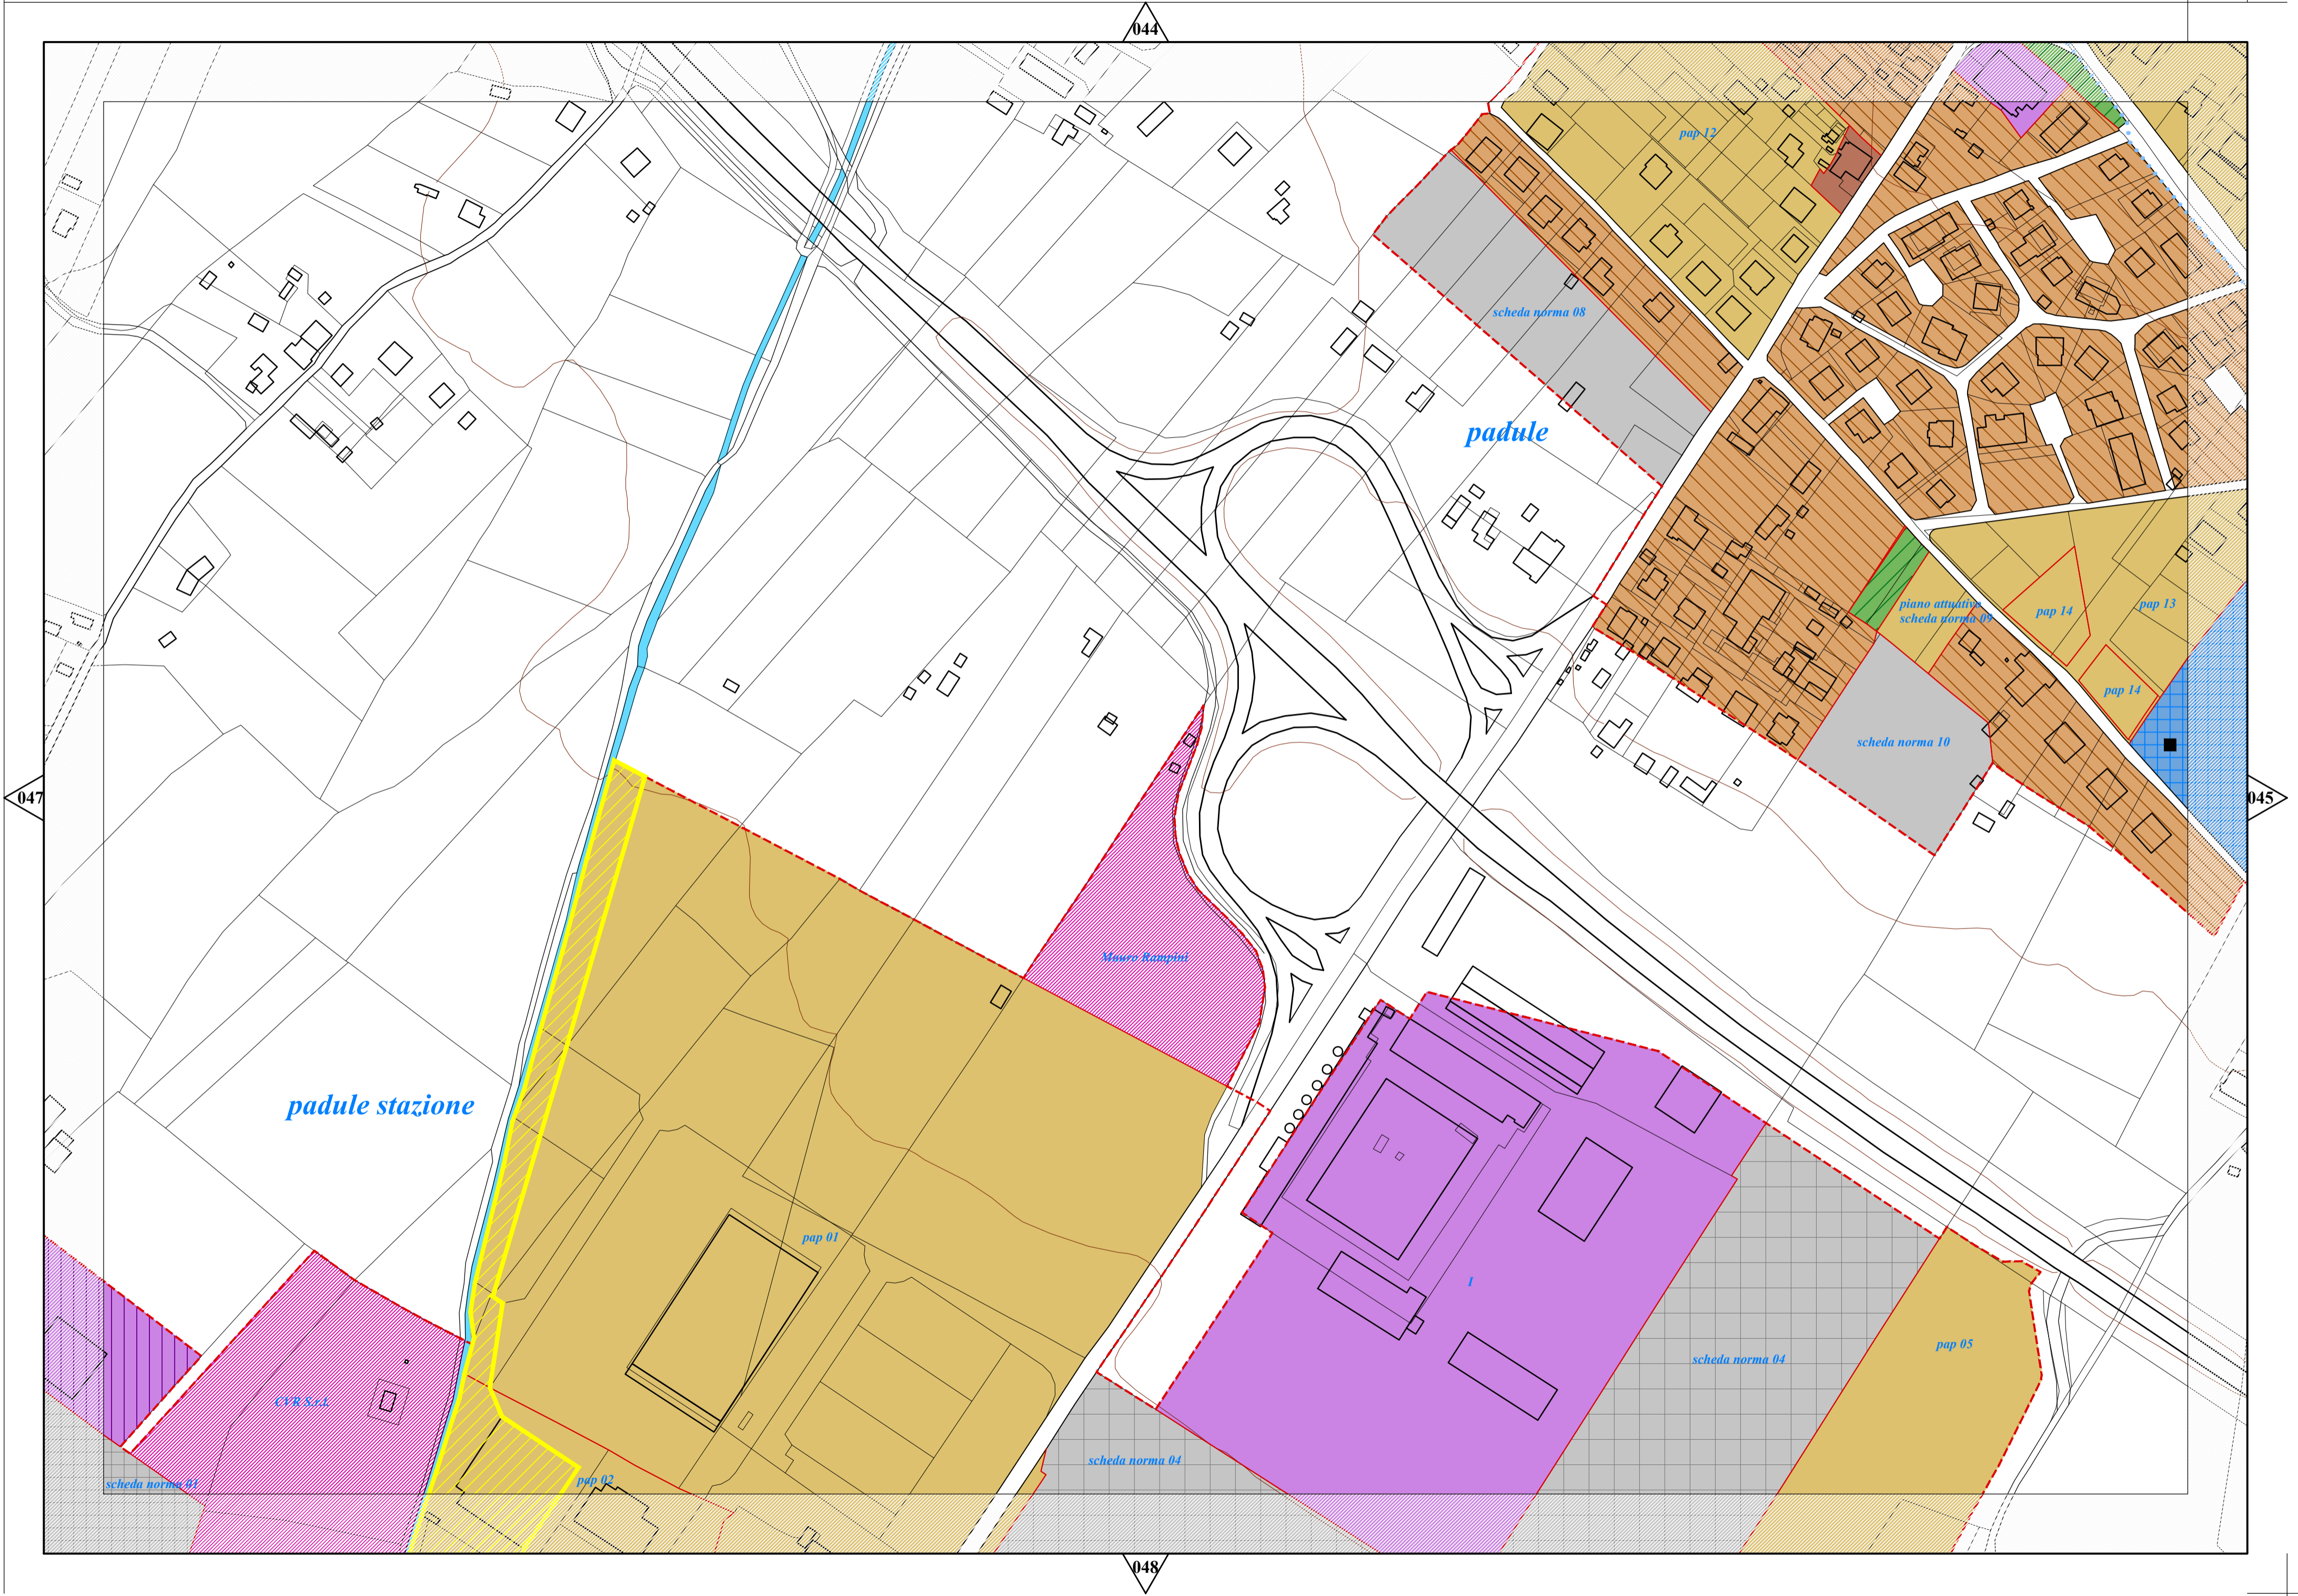 044
pap 12
scheda norma 08
padule
piano attuativo
scheda norma 09
pap 14
pap 13
pap 14
scheda norma 10
047
045
Mauro Rampini
padule stazione
pap 01
1
pap 05
scheda norma 04
CVR S.r.l.
scheda norma 04
pap 02
scheda norma 01
048